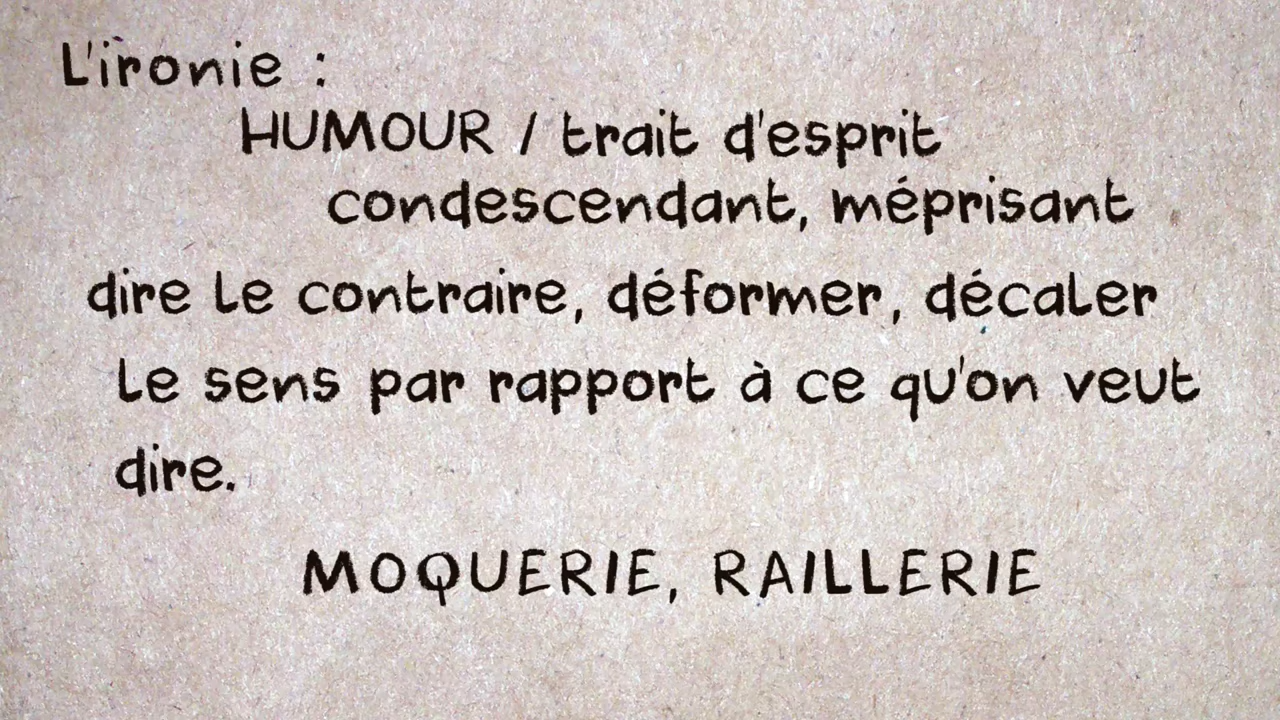 L'ironie :
HUMOUR / trait d'esprit
condescendant, méprisant
dire le contraire, déformer, décaler
le sens par rapport à ce qu'on veut
dire.
MOQUERIE, RAILLERIE